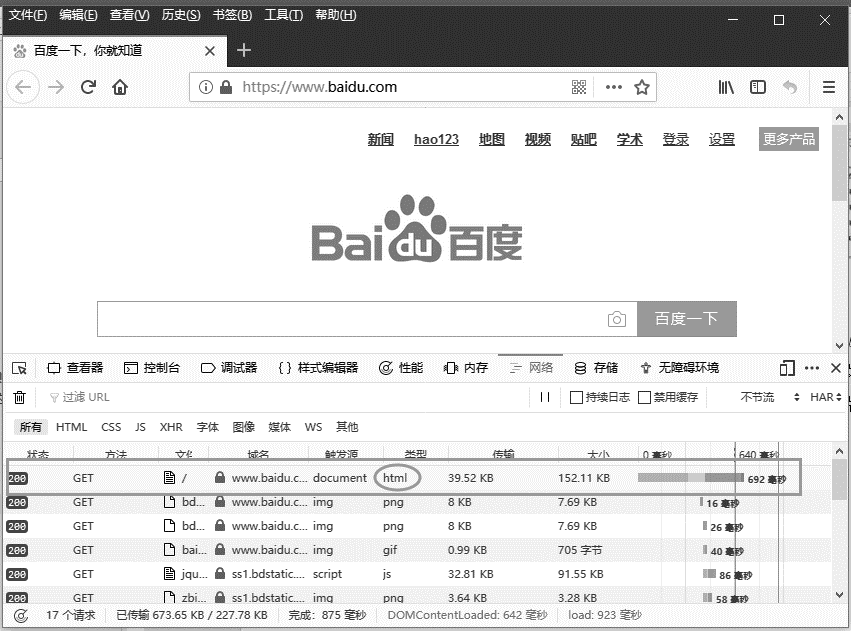 文件(F) 编辑(E) 查看(V) 历史(S) 书签(B) 工具(T) 帮助(H)
百度一下，你就知道
https://www.baidu.com
新闻 hao123 地图 视频 贴吧 学术 登录 设置 更多产品
Baidu百度
百度一下
查看器 控制台 调试器 {} 样式编辑器 性能 内存 网络 存储 无障碍环境
过滤 URL 持续日志 禁用缓存 不节流 HAR
所有 HTML CSS JS XHR 字体 图像 媒体 WS 其他
状态 方法 文件 域名 触发源 类型 传输 大小 0 毫秒 640 毫秒
200 GET / www.baidu.c... document html 39.52 KB 152.11 KB 692 毫秒
200 GET bd... www.baidu.c... img png 8 KB 7.69 KB 16 毫秒
200 GET bd... www.baidu.c... img png 8 KB 7.69 KB 26 毫秒
200 GET bai... www.baidu.c... img gif 0.99 KB 705 字节 40 毫秒
200 GET jqu... ss1.bdstatic.... script js 32.81 KB 91.55 KB 86 毫秒
200 GET zbi... ss1.bdstatic.... img png 3.64 KB 3.28 KB 58 毫秒
17 个请求 已传输 673.65 KB / 227.78 KB 完成：875 毫秒 DOMContentLoaded: 642 毫秒 load: 923 毫秒